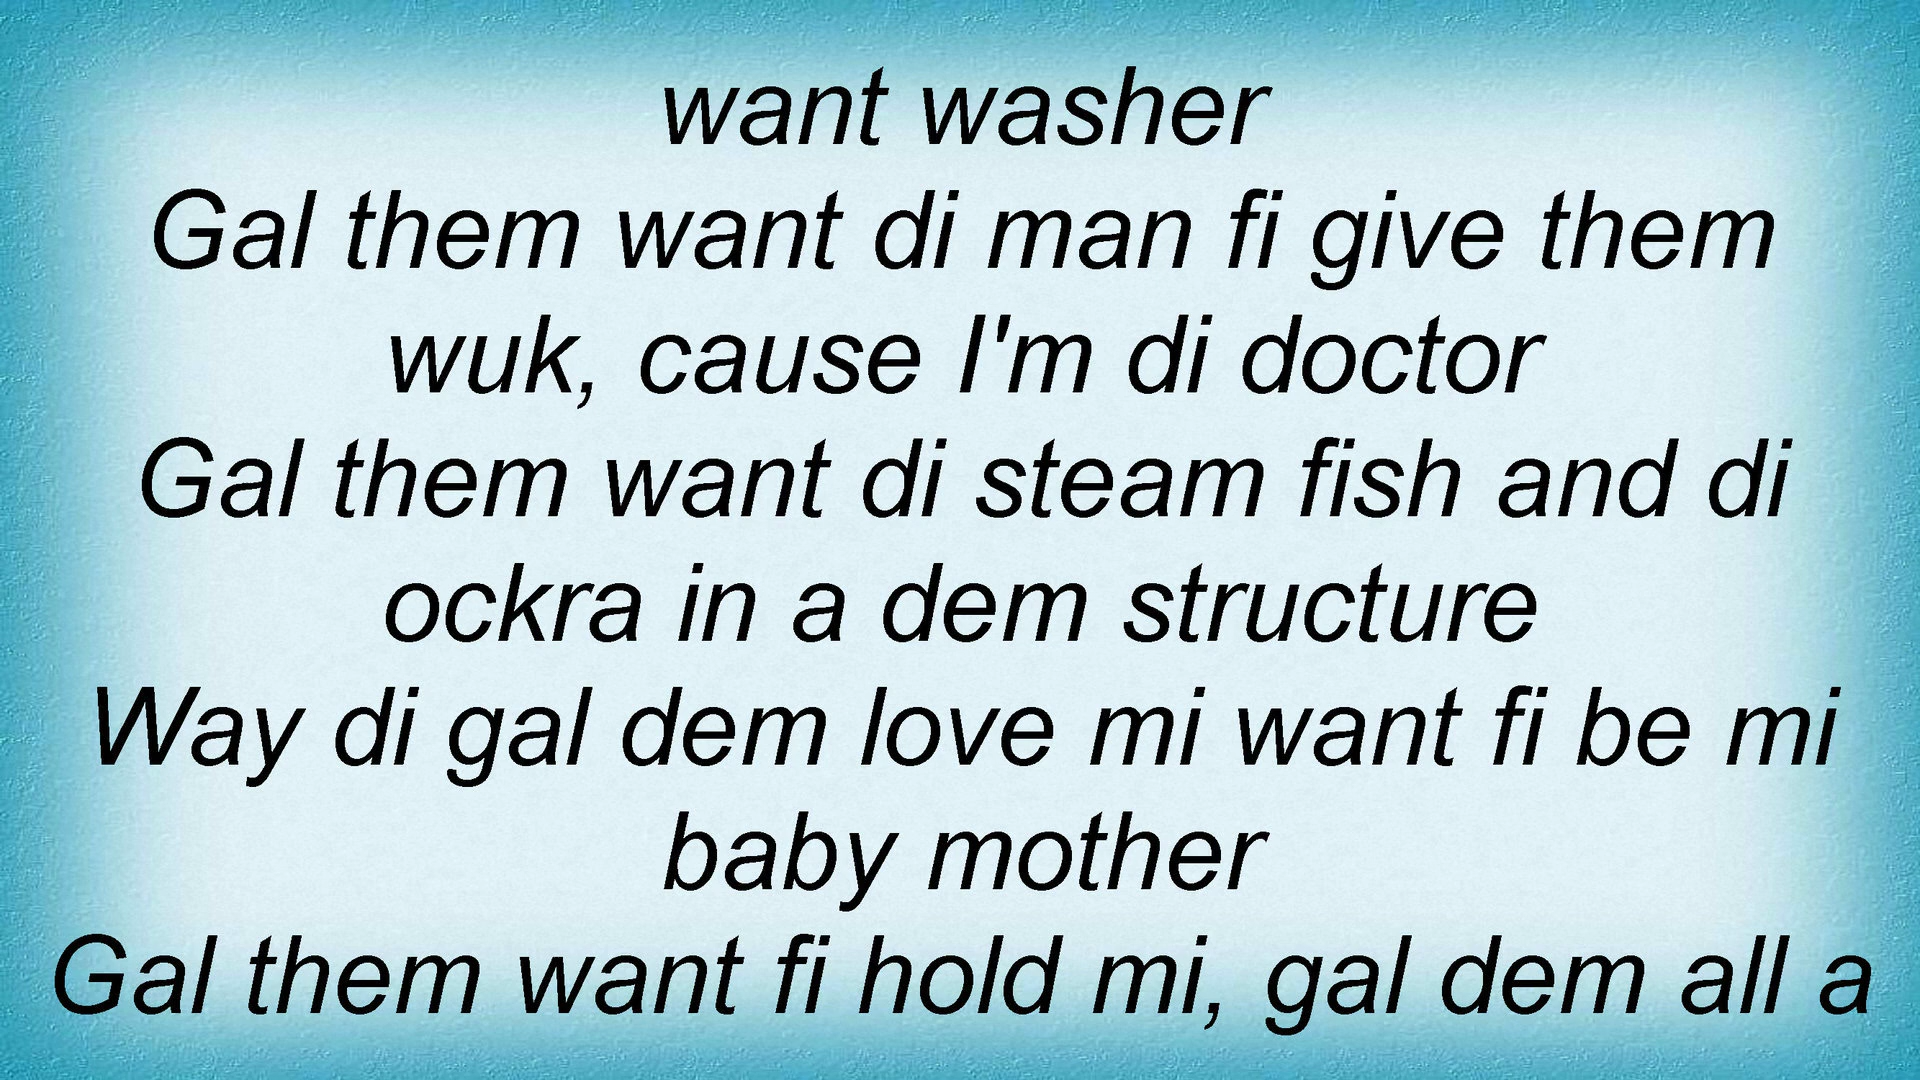 want washer
Gal them want di man fi give them
wuk, cause I'm di doctor
Gal them want di steam fish and di
ockra in a dem structure
Way di gal dem love mi want fi be mi
baby mother
Gal them want fi hold mi, gal dem all a